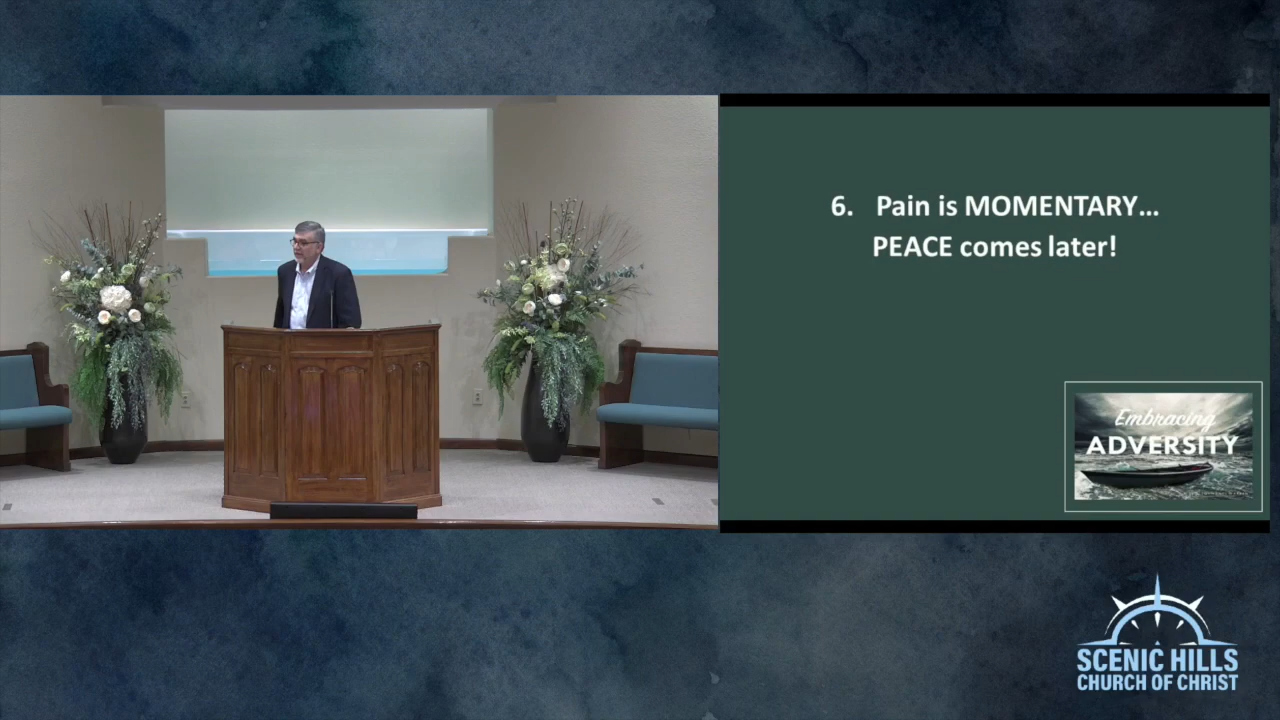 6. Pain is MOMENTARY...
PEACE comes later!
Embracing
ADVERSITY
SCENIC HILLS
CHURCH OF CHRIST